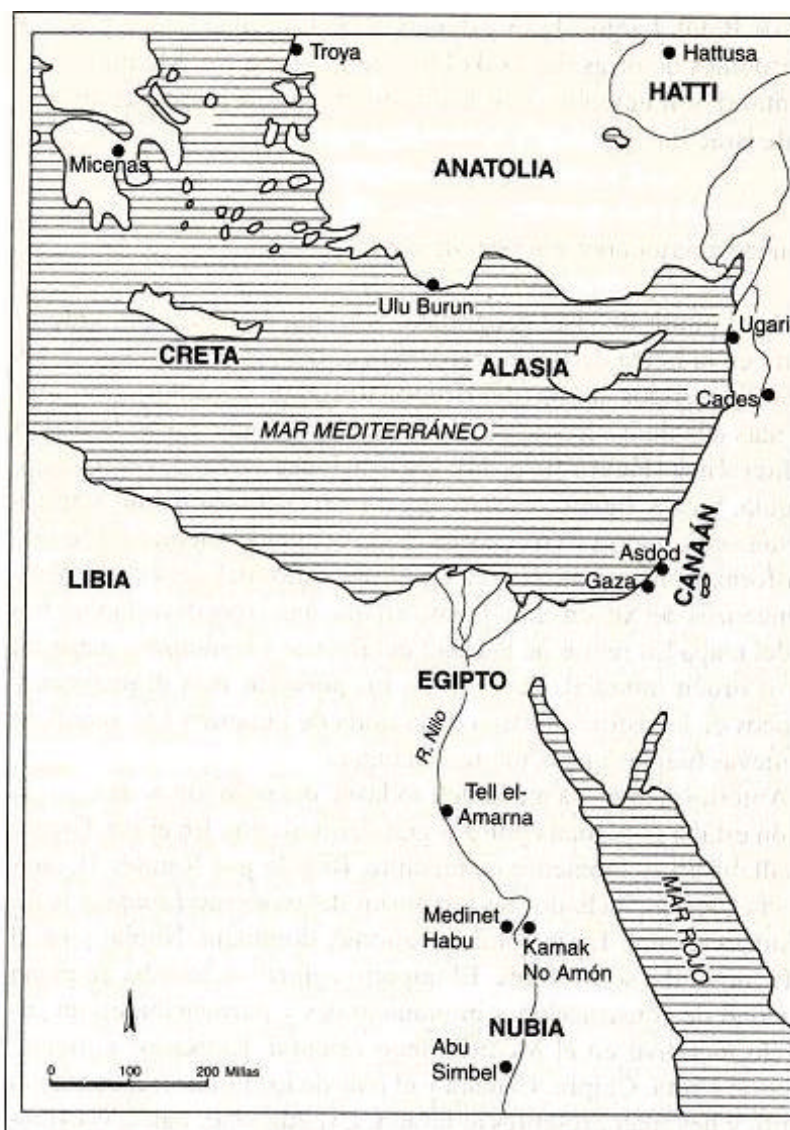 Troya
Hattusa
HATTI
Micenas
ANATOLIA
Ulu Burun
Ugari
CRETA
ALASIA
Cades
MAR MEDITERRÁNEO
CANAÁN
Asdod
Gaza
LIBIA
EGIPTO
R. Nilo
Tell el-
Amarna
MAR ROJO
Medinet
Habu
Kamak
No Amón
NUBIA
Abu
Simbel
0 100 200 Millas